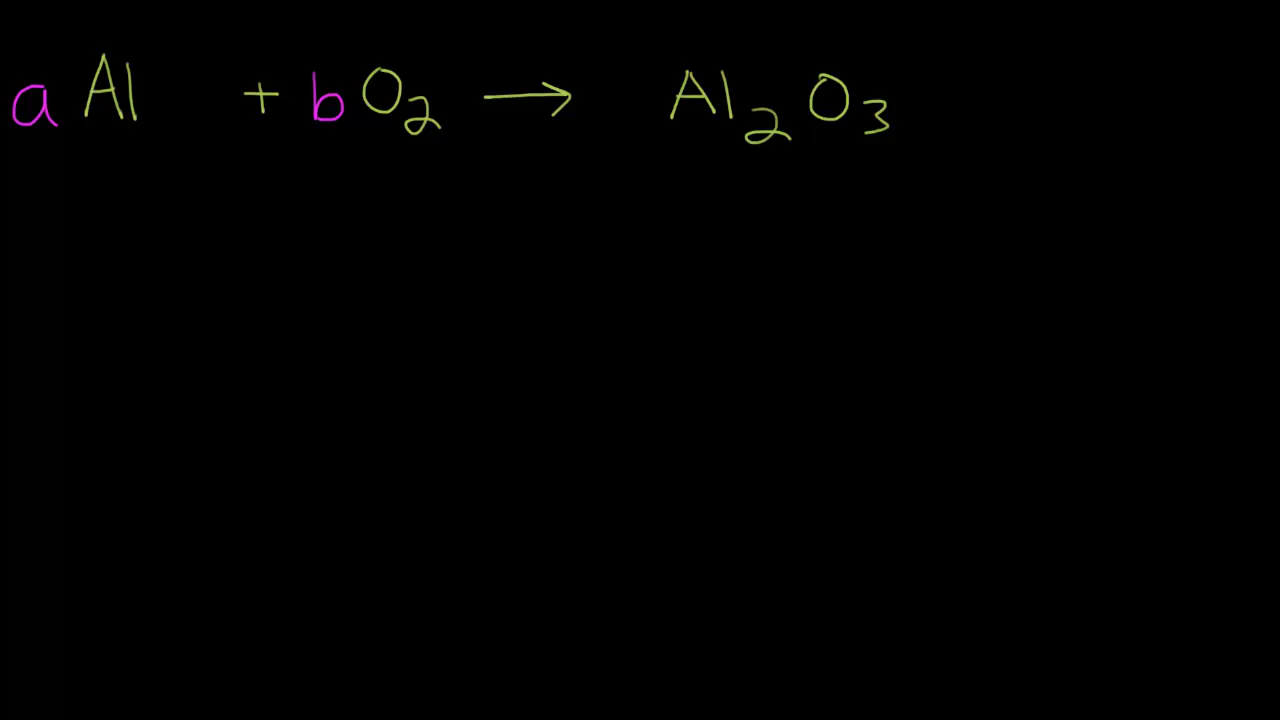 a Al + b O₂ → Al₂O₃